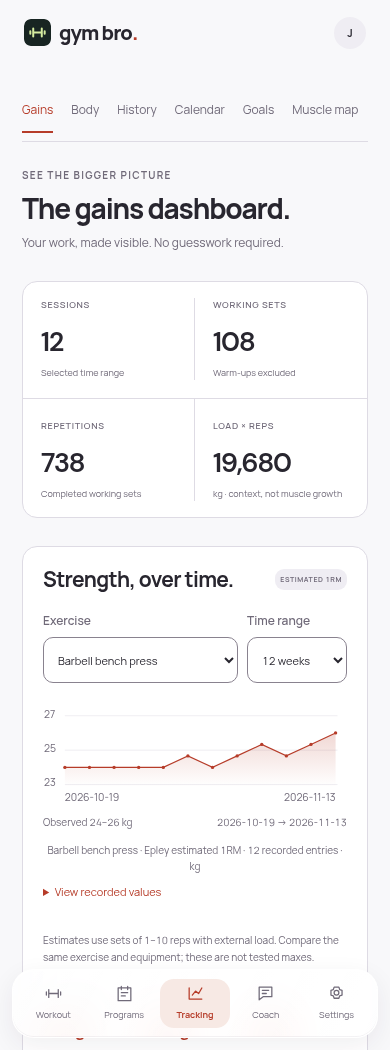 gym bro.
J
Gains Body History Calendar Goals Muscle map
SEE THE BIGGER PICTURE
The gains dashboard.
Your work, made visible. No guesswork required.
SESSIONS
12
Selected time range
WORKING SETS
108
Warm-ups excluded
REPETITIONS
738
Completed working sets
LOAD × REPS
19,680
kg · context, not muscle growth
Strength, over time.
ESTIMATED 1RM
Exercise
Barbell bench press
Time range
12 weeks
27
25
23
2026-10-19 2026-11-13
Observed 24–26 kg 2026-10-19 → 2026-11-13
Barbell bench press · Epley estimated 1RM · 12 recorded entries ·
kg
View recorded values
Estimates use sets of 1–10 reps with external load. Compare the
same exercise and equipment; these are not tested maxes.
Workout Programs Tracking Coach Settings